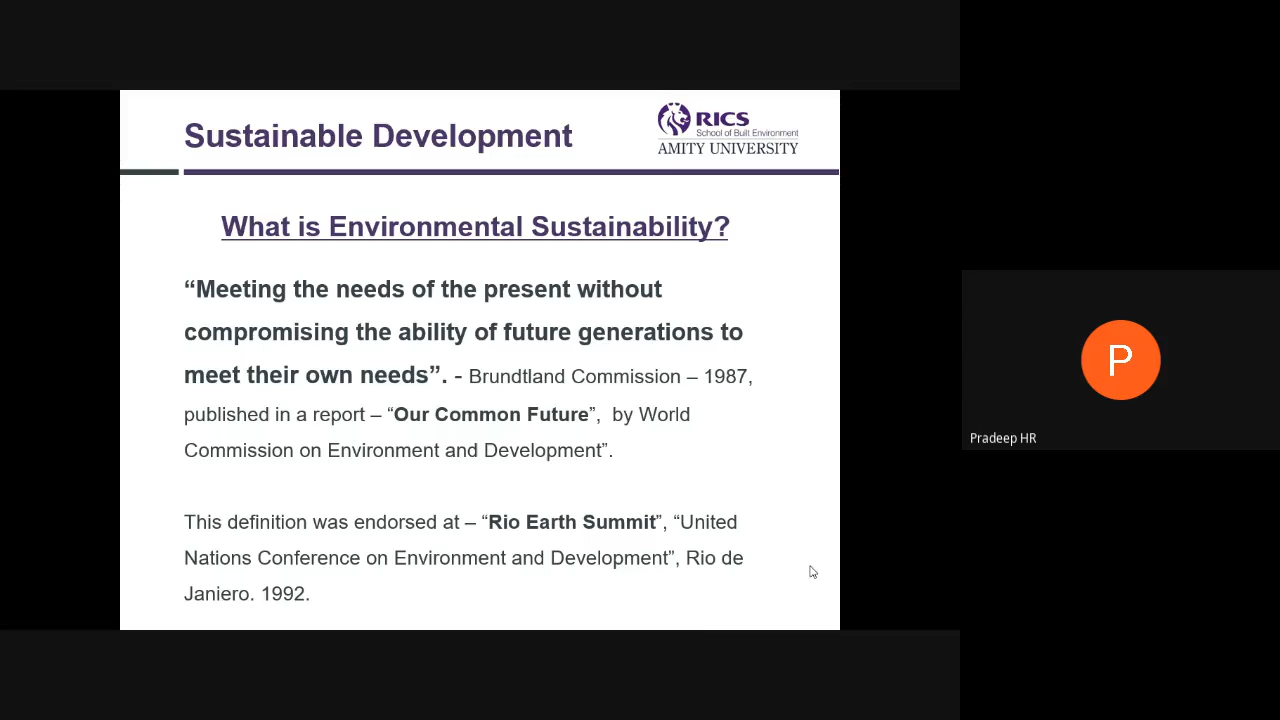 Sustainable Development
RICS
School of Built Environment
AMITY UNIVERSITY
What is Environmental Sustainability?
“Meeting the needs of the present without
compromising the ability of future generations to
meet their own needs”. - Brundtland Commission – 1987,
published in a report – “Our Common Future”,  by World
Commission on Environment and Development”.
This definition was endorsed at – “Rio Earth Summit”, “United
Nations Conference on Environment and Development”, Rio de
Janiero. 1992.
P
Pradeep HR